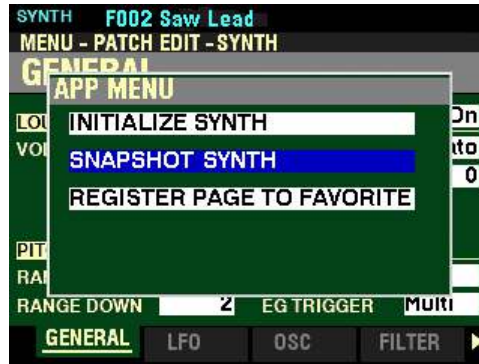 SYNTH F002 Saw Lead
MENU - PATCH EDIT - SYNTH
APP MENU
INITIALIZE SYNTH
SNAPSHOT SYNTH
REGISTER PAGE TO FAVORITE
0
RANGE DOWN 2 EG TRIGGER Multi
GENERAL LFO OSC FILTER